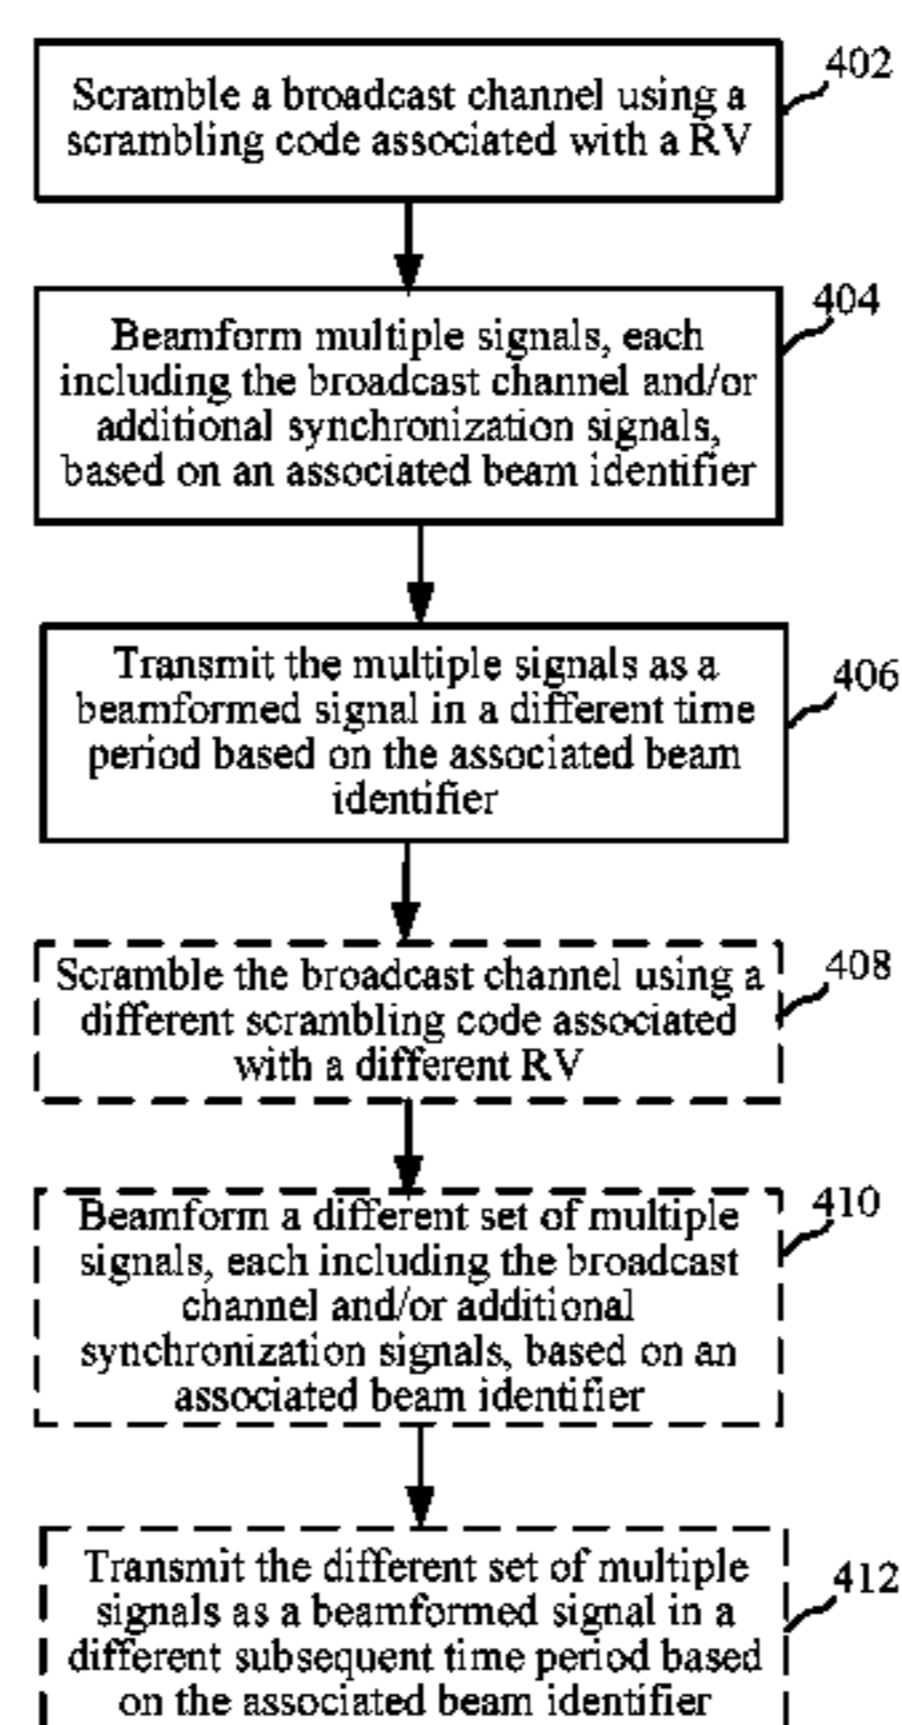 Scramble a broadcast channel using a
scrambling code associated with a RV
402
Beamform multiple signals, each
including the broadcast channel and/or
additional synchronization signals,
based on an associated beam identifier
404
Transmit the multiple signals as a
beamformed signal in a different time
period based on the associated beam
identifier
406
Scramble the broadcast channel using a
different scrambling code associated
with a different RV
408
Beamform a different set of multiple
signals, each including the broadcast
channel and/or additional
synchronization signals, based on an
associated beam identifier
410
Transmit the different set of multiple
signals as a beamformed signal in a
different subsequent time period based
on the associated beam identifier
412